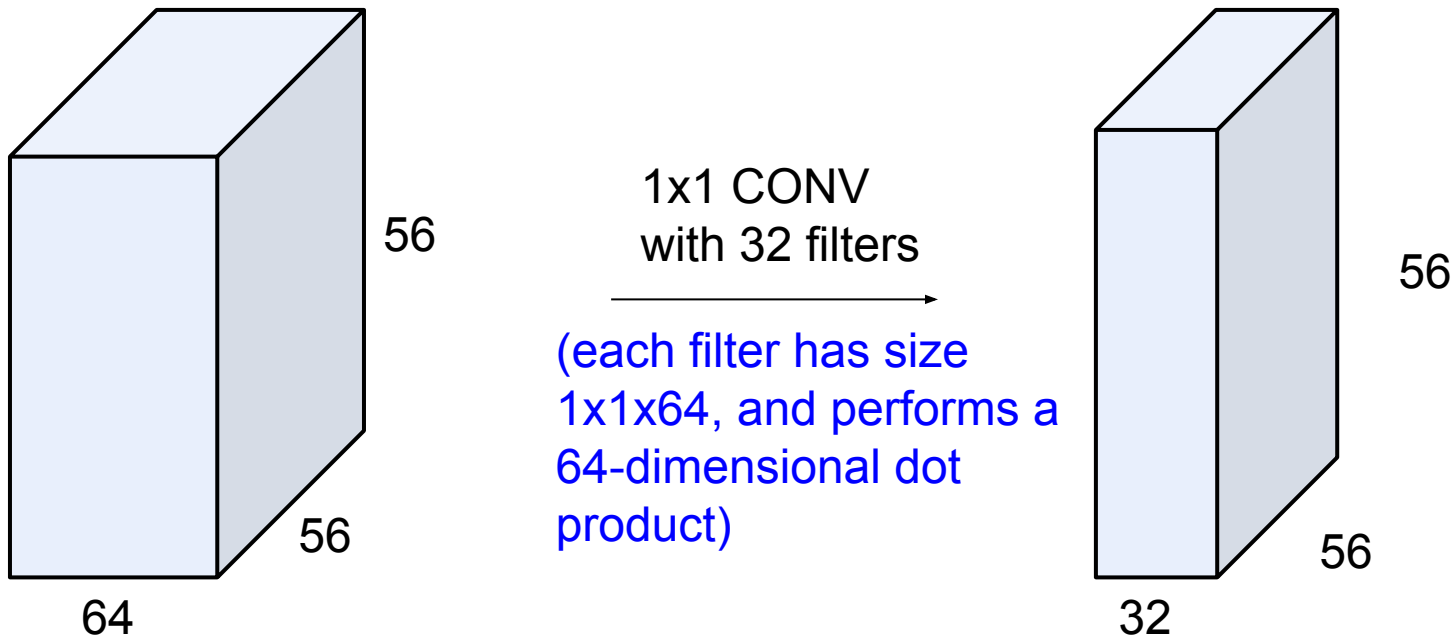 56
56
64
1x1 CONV
with 32 filters
(each filter has size
1x1x64, and performs a
64-dimensional dot
product)
56
56
32